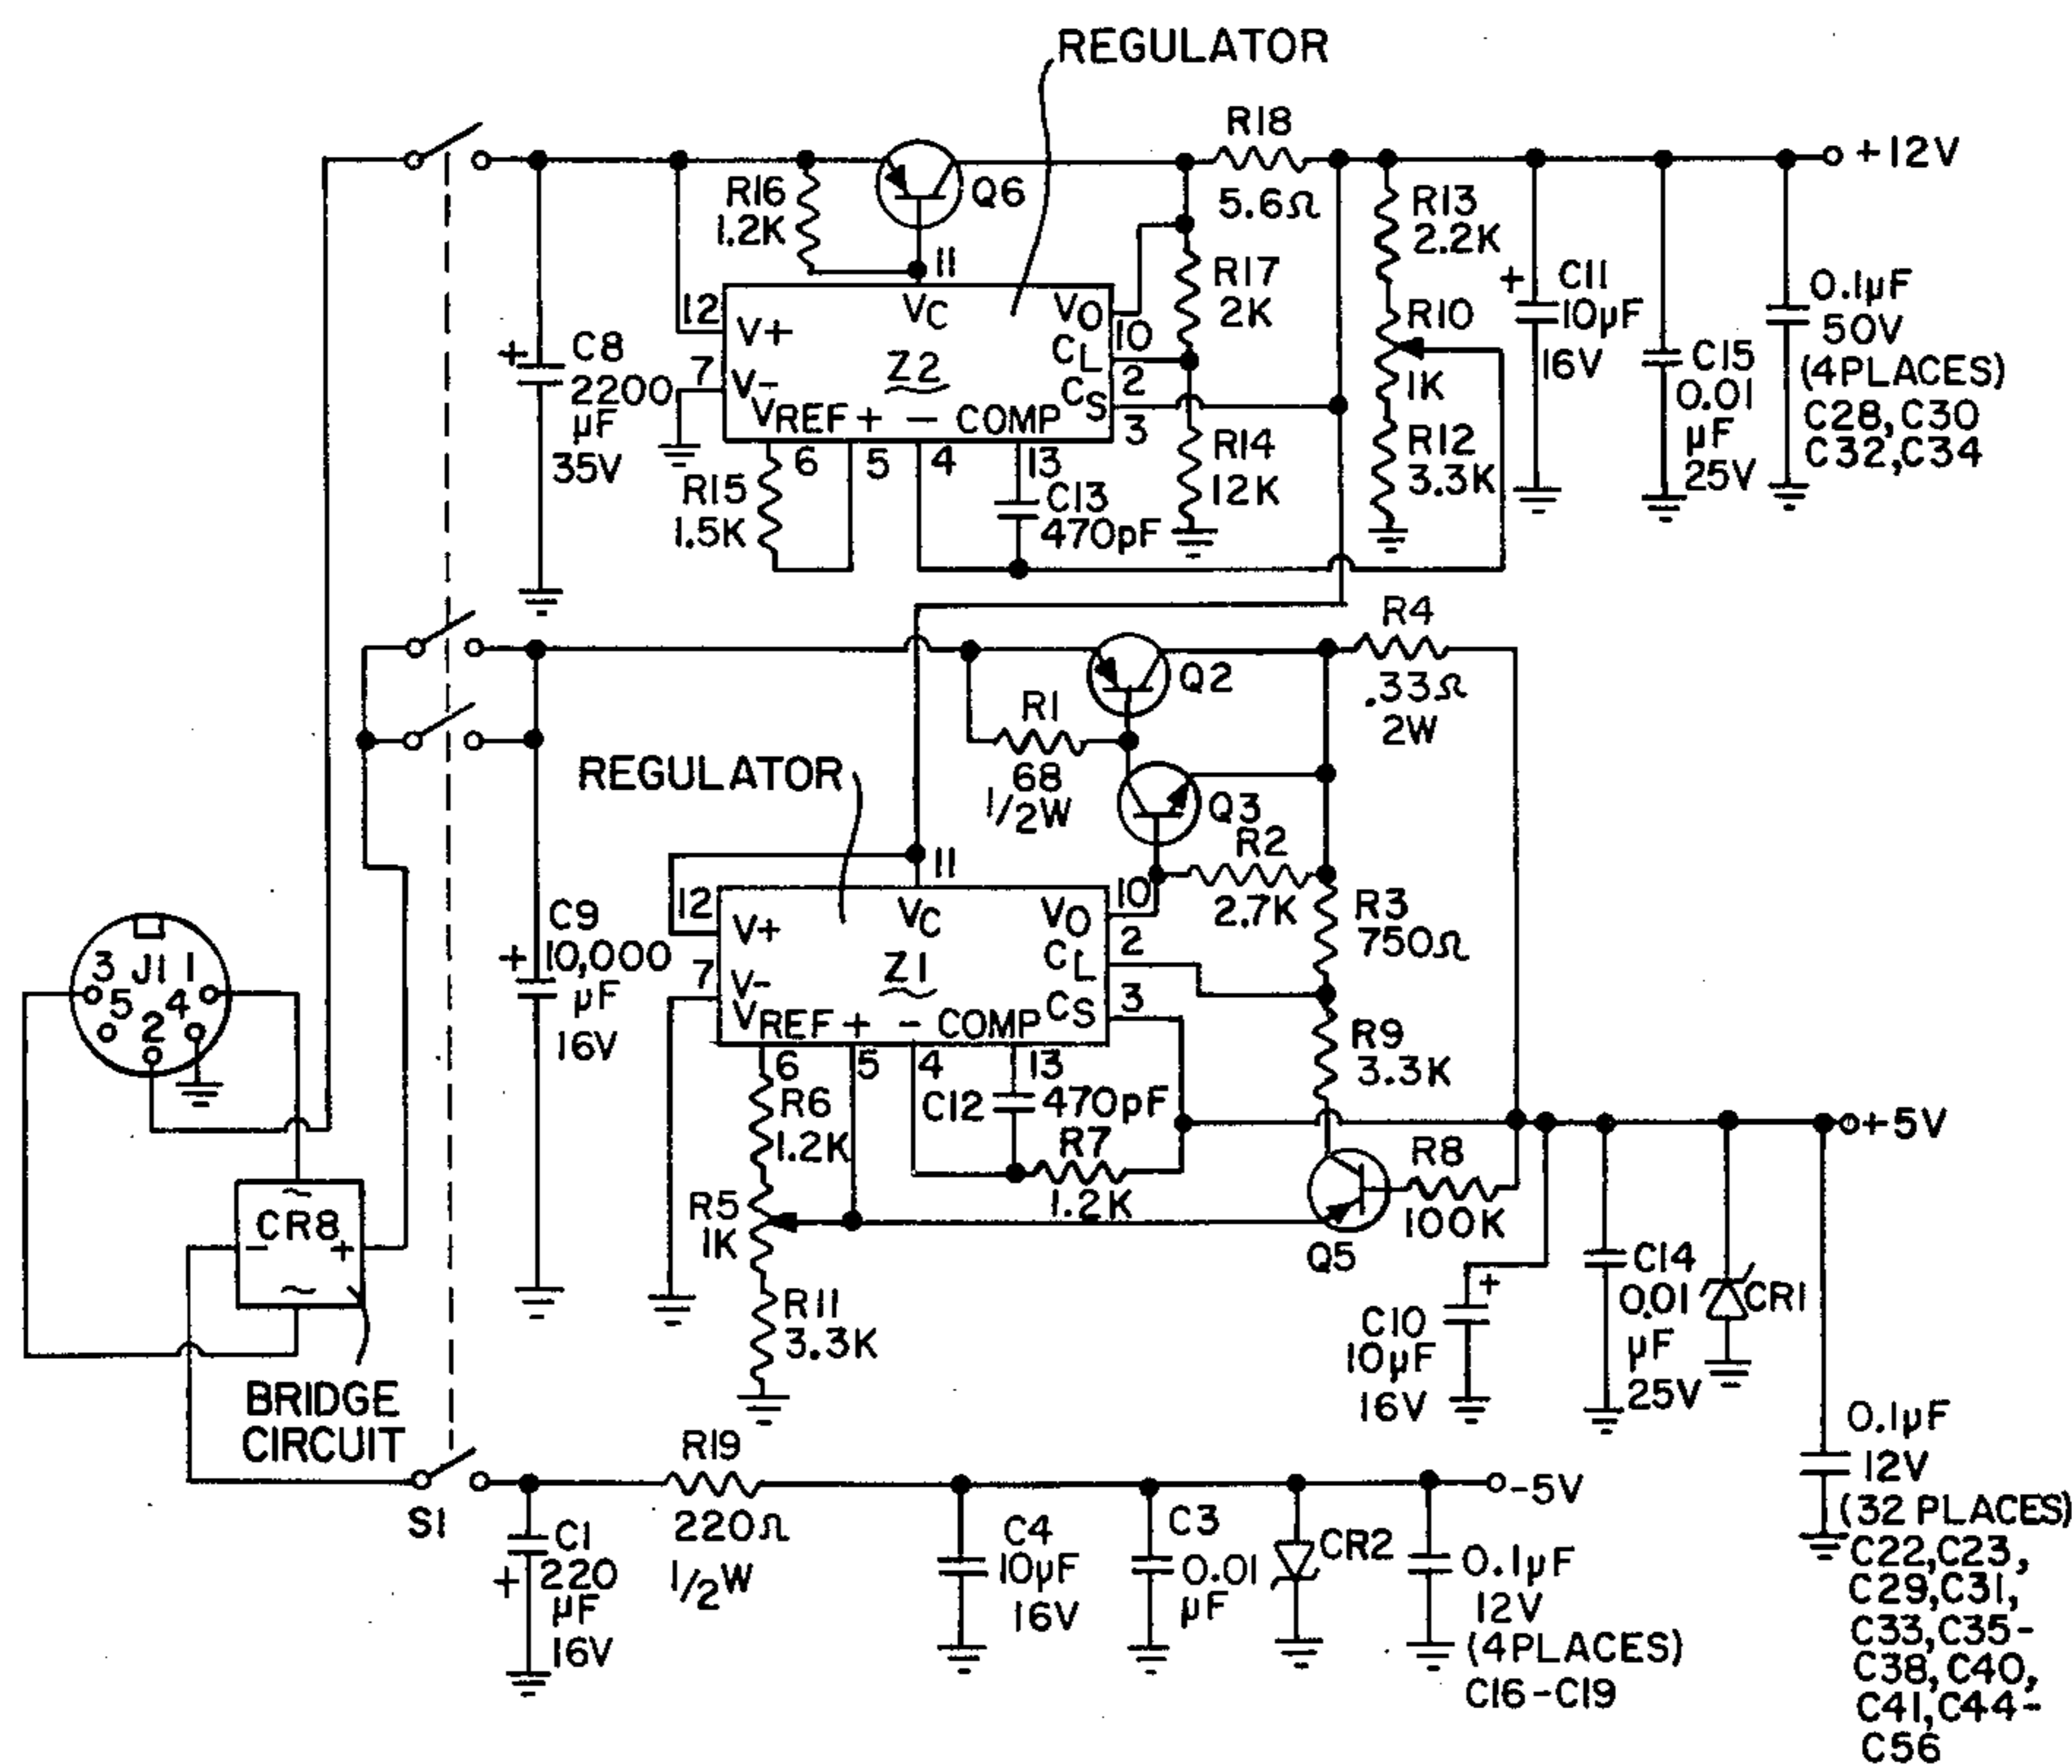 REGULATOR
+12V
R18
5.6Ω
R16
1.2K
Q6
11
R13
2.2K
R17
2K
R10
1K
+ C11
10µF
16V
0.1µF
50V
(4 PLACES)
C28, C30
C32, C34
C15
0.01
µF
25V
+ C8
2200
µF
35V
12
7
V+
V-
VC
Z2
VO
10
CL
2
CS
3
VREF + - COMP
6
5
4
13
R15
1.5K
C13
470pF
R14
12K
R12
3.3K
R4
.33Ω
2W
Q2
R1
68
1/2W
Q3
R2
2.7K
REGULATOR
11
12
7
V+
V-
VC
Z1
VO
10
CL
2
CS
3
VREF + - COMP
6
5
4
13
R3
750Ω
R9
3.3K
C9
+ 10,000
µF
16V
3 J1 1
5 2 4
R6
1.2K
C12
470pF
R7
1.2K
+5V
R8
100K
Q5
R5
1K
R11
3.3K
~
- CR8 +
~
BRIDGE
CIRCUIT
+
C10
10µF
16V
C14
0.01
µF
25V
CR1
0.1µF
12V
(32 PLACES)
C22, C23,
C29, C31,
C33, C35-
C38, C40,
C41, C44-
C56
S1
R19
220Ω
1/2W
-5V
C1
+ 220
µF
16V
C4
10µF
16V
C3
0.01
µF
CR2
0.1µF
12V
(4 PLACES)
C16-C19